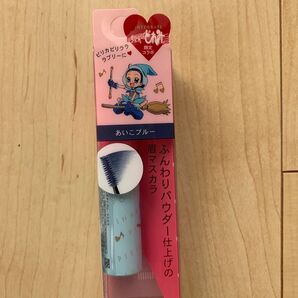 ピリカピリララ
ラブリーに♥
限定
コラボ
あいこブルー
ふんわりパウダー仕上げの
眉マスカラ